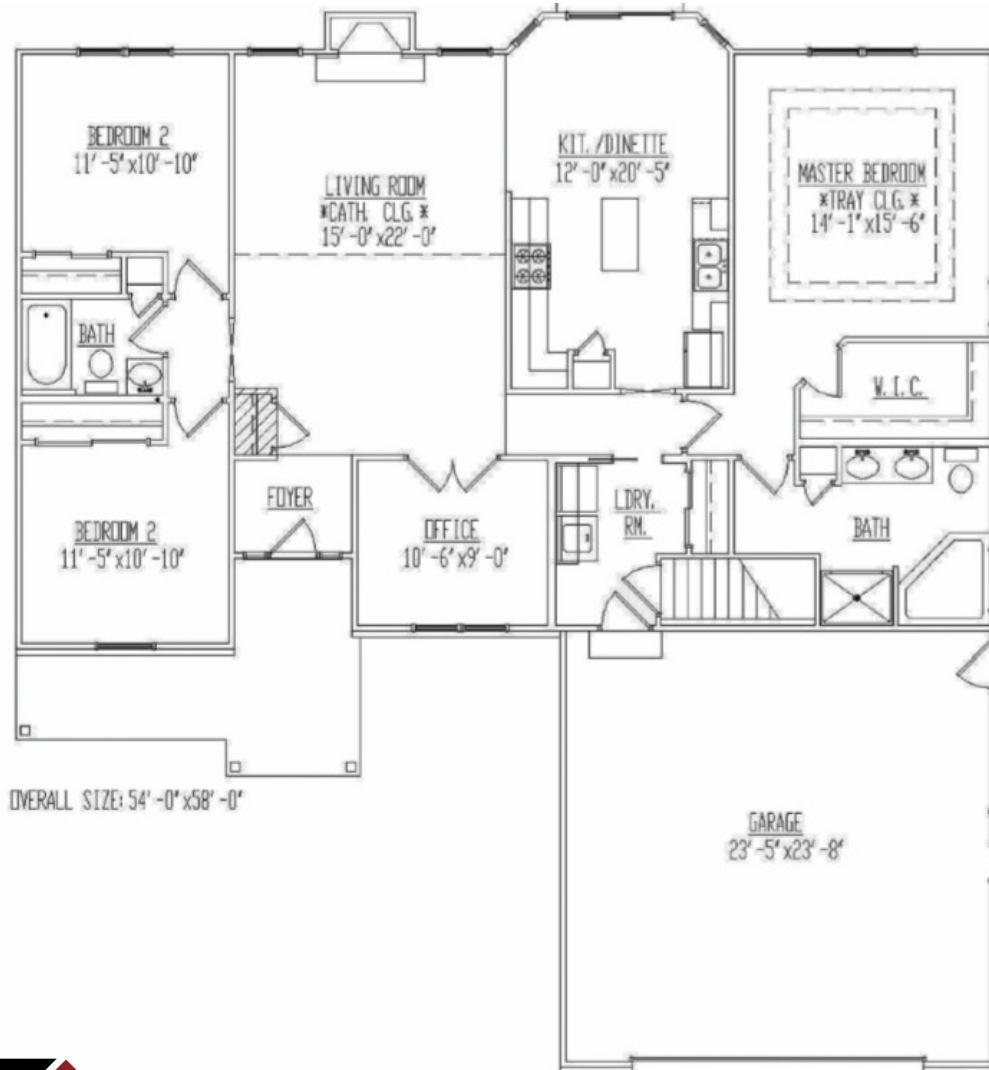 BEDROOM 2
11'-5"x10'-10"
LIVING ROOM
*CATH. CLG.*
15'-0"x22'-0"
KIT./DINETTE
12'-0"x20'-5"
MASTER BEDROOM
*TRAY CLG.*
14'-1"x15'-6"
BATH
W.I.C.
BEDROOM 2
11'-5"x10'-10"
FOYER
OFFICE
10'-6"x9'-0"
LDRY.
RM.
BATH
OVERALL SIZE: 54'-0"x58'-0"
GARAGE
23'-5"x23'-8"